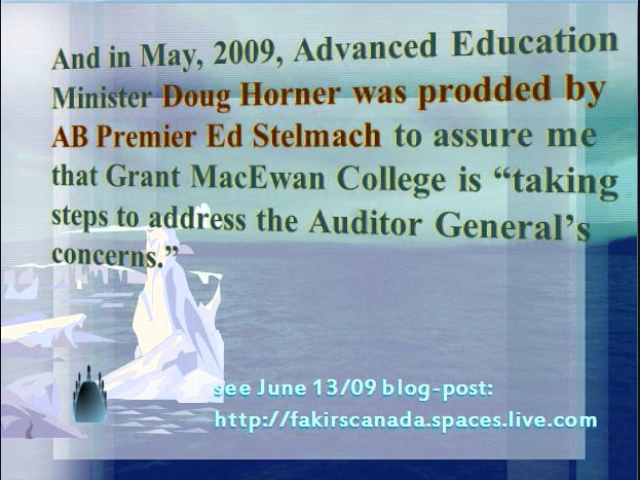 And in May, 2009, Advanced Education
Minister Doug Horner was prodded by
AB Premier Ed Stelmach to assure me
that Grant MacEwan College is “taking
steps to address the Auditor General’s
concerns.”
see June 13/09 blog-post:
http://fakirscanada.spaces.live.com